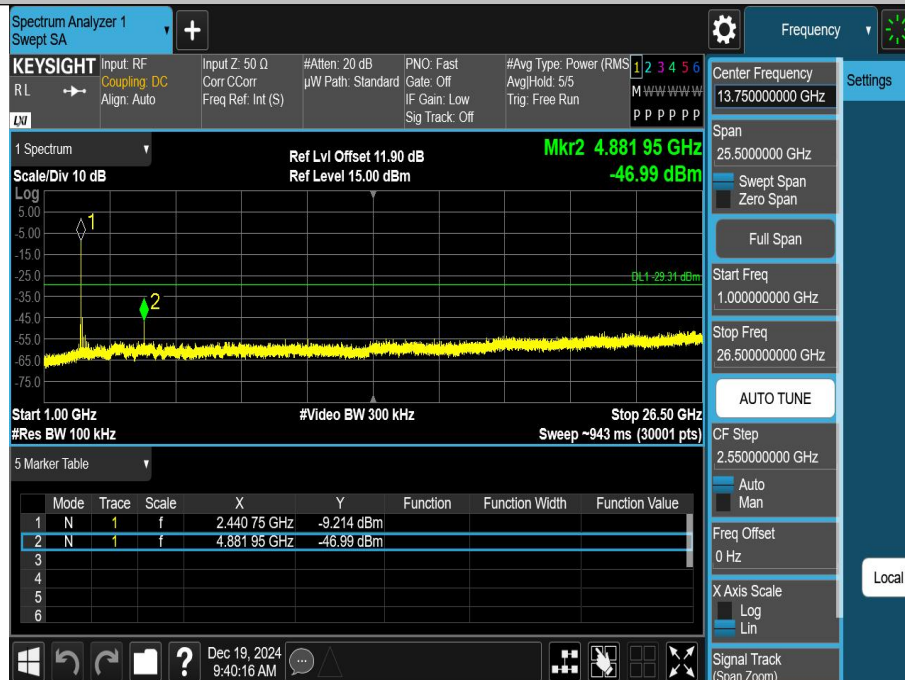 Spectrum Analyzer 1
Swept SA
Frequency
KEYSIGHT
RL
LXI
Input: RF
Coupling: DC
Align: Auto
Input Z: 50 Ω
Corr CCorr
Freq Ref: Int (S)
#Atten: 20 dB
µW Path: Standard
PNO: Fast
Gate: Off
IF Gain: Low
Sig Track: Off
#Avg Type: Power (RMS
Avg|Hold: 5/5
Trig: Free Run
1 2 3 4 5 6
M W W W W W
P P P P P P
1 Spectrum
Scale/Div 10 dB
Ref Lvl Offset 11.90 dB
Ref Level 15.00 dBm
Mkr2 4.881 95 GHz
-46.99 dBm
Log
5.00
-5.00
-15.0
-25.0
-35.0
-45.0
-55.0
-65.0
-75.0
1
2
DL1 -29.31 dBm
Start 1.00 GHz
#Video BW 300 kHz
Stop 26.50 GHz
#Res BW 100 kHz
Sweep ~943 ms (30001 pts)
5 Marker Table
Mode Trace Scale X Y Function Function Width Function Value
1 N 1 f 2.440 75 GHz -9.214 dBm
2 N 1 f 4.881 95 GHz -46.99 dBm
3
4
5
6
?
Dec 19, 2024
9:40:16 AM
Center Frequency
13.750000000 GHz
Settings
Span
25.5000000 GHz
Swept Span
Zero Span
Full Span
Start Freq
1.000000000 GHz
Stop Freq
26.500000000 GHz
AUTO TUNE
CF Step
2.550000000 GHz
Auto
Man
Freq Offset
0 Hz
Local
X Axis Scale
Log
Lin
Signal Track
(Span Zoom)